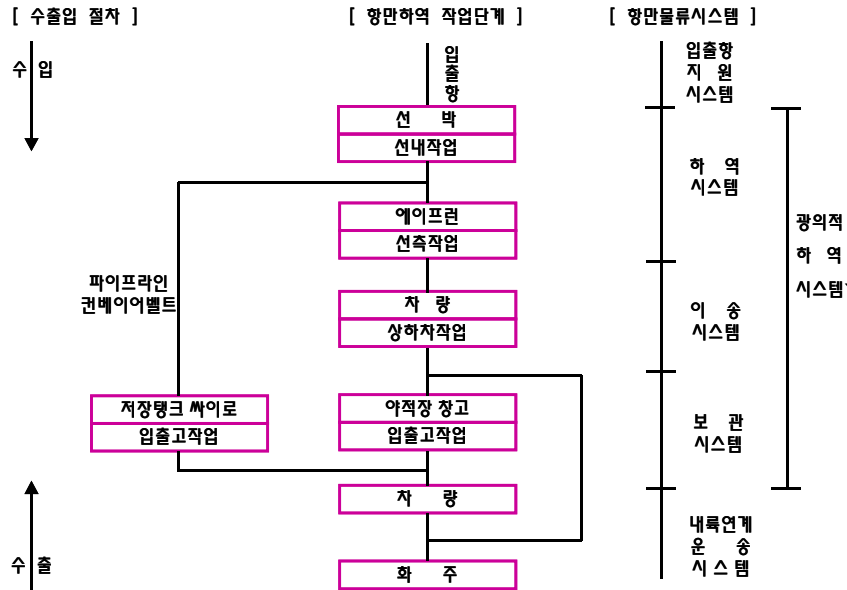 [ 수출입 절차 ]
[ 항만하역 작업단계 ]
[ 항만물류시스템 ]
수 입
입
출
항
입출항
지 원
시스템
선 박
선내작업
하 역
시스템
에이프런
선측작업
광의적
하 역
시스템
파이프라인
컨베이어벨트
차 량
상하차작업
이 송
시스템
저장탱크 싸이로
입출고작업
야적장 창고
입출고작업
보 관
시스템
차 량
내륙연계
운 송
시 스 템
수 출
화 주